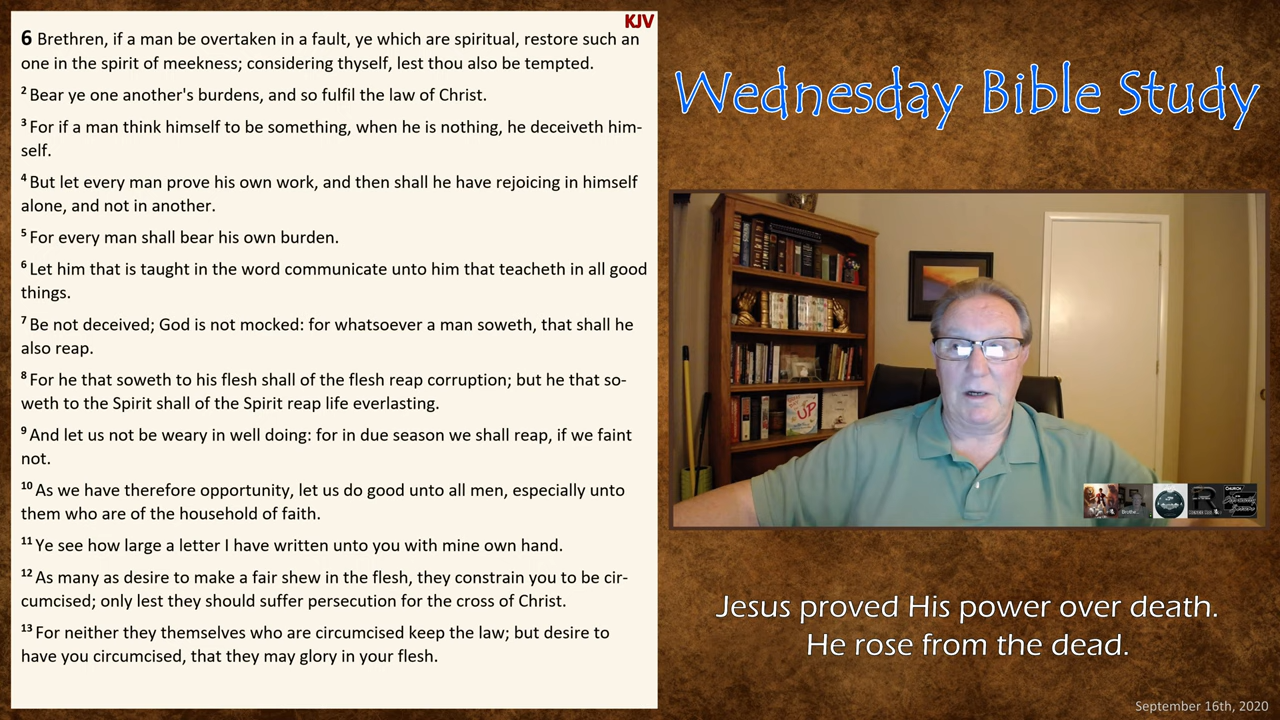 KJV
6 Brethren, if a man be overtaken in a fault, ye which are spiritual, restore such an
one in the spirit of meekness; considering thyself, lest thou also be tempted.
2 Bear ye one another's burdens, and so fulfil the law of Christ.
3 For if a man think himself to be something, when he is nothing, he deceiveth him-
self.
4 But let every man prove his own work, and then shall he have rejoicing in himself
alone, and not in another.
5 For every man shall bear his own burden.
6 Let him that is taught in the word communicate unto him that teacheth in all good
things.
7 Be not deceived; God is not mocked: for whatsoever a man soweth, that shall he
also reap.
8 For he that soweth to his flesh shall of the flesh reap corruption; but he that so-
weth to the Spirit shall of the Spirit reap life everlasting.
9 And let us not be weary in well doing: for in due season we shall reap, if we faint
not.
10 As we have therefore opportunity, let us do good unto all men, especially unto
them who are of the household of faith.
11 Ye see how large a letter I have written unto you with mine own hand.
12 As many as desire to make a fair shew in the flesh, they constrain you to be cir-
cumcised; only lest they should suffer persecution for the cross of Christ.
13 For neither they themselves who are circumcised keep the law; but desire to
have you circumcised, that they may glory in your flesh.
Wednesday Bible Study
UP
Brothe...
CHURCH
Jesus proved His power over death.
He rose from the dead.
September 16th, 2020